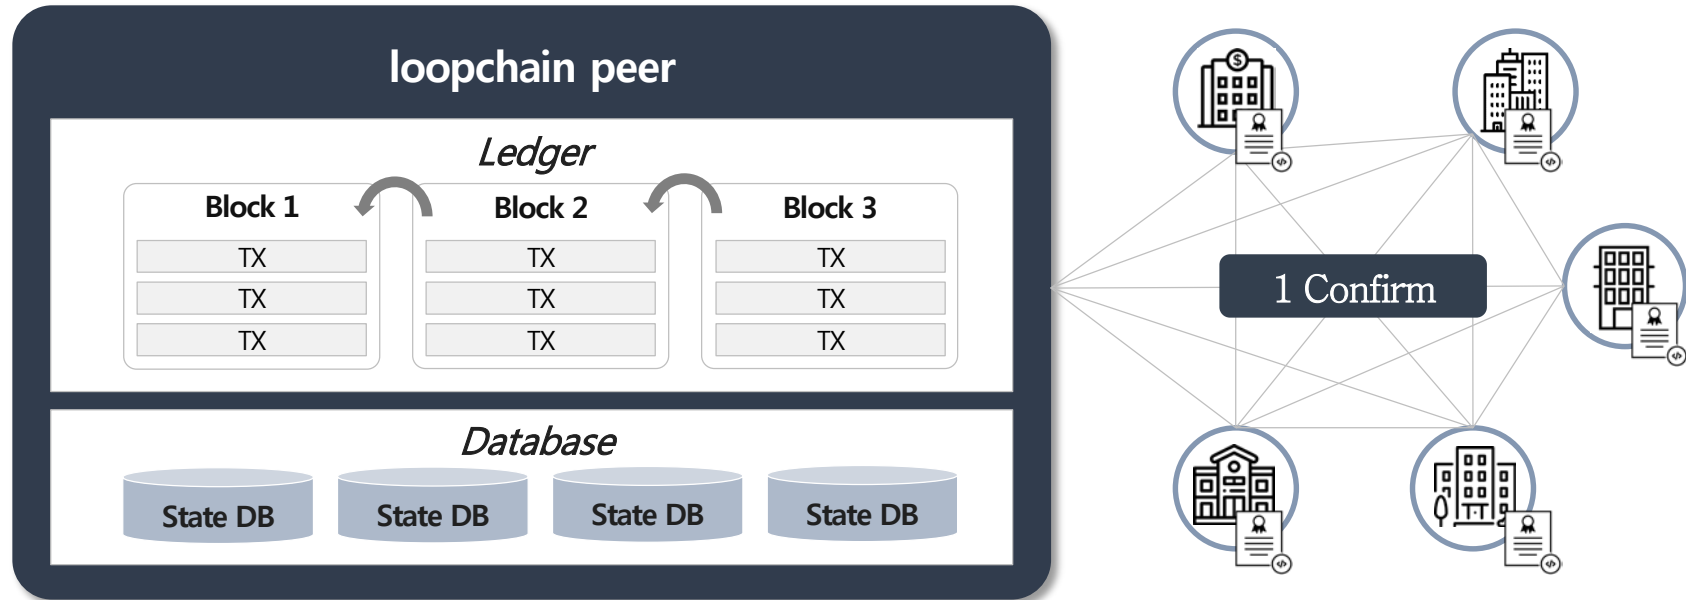 loopchain peer
Ledger
Block 1
Block 2
Block 3
TX
TX
TX
TX
TX
TX
TX
TX
TX
Database
State DB
State DB
State DB
State DB
$
1 Confirm
</>
</>
</>
</>
</>